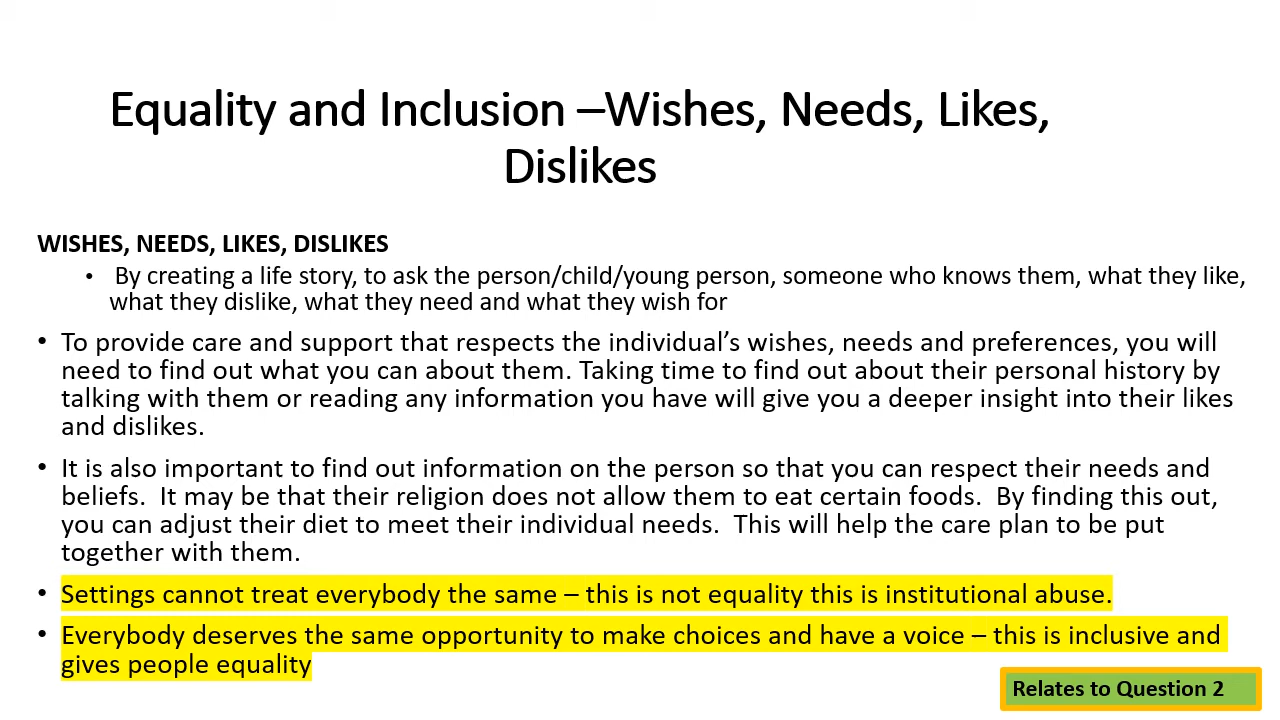 Equality and Inclusion –Wishes, Needs, Likes,
Dislikes
WISHES, NEEDS, LIKES, DISLIKES
• By creating a life story, to ask the person/child/young person, someone who knows them, what they like,
what they dislike, what they need and what they wish for
• To provide care and support that respects the individual’s wishes, needs and preferences, you will
need to find out what you can about them. Taking time to find out about their personal history by
talking with them or reading any information you have will give you a deeper insight into their likes
and dislikes.
• It is also important to find out information on the person so that you can respect their needs and
beliefs.  It may be that their religion does not allow them to eat certain foods.  By finding this out,
you can adjust their diet to meet their individual needs.  This will help the care plan to be put
together with them.
• Settings cannot treat everybody the same – this is not equality this is institutional abuse.
• Everybody deserves the same opportunity to make choices and have a voice – this is inclusive and
gives people equality
Relates to Question 2